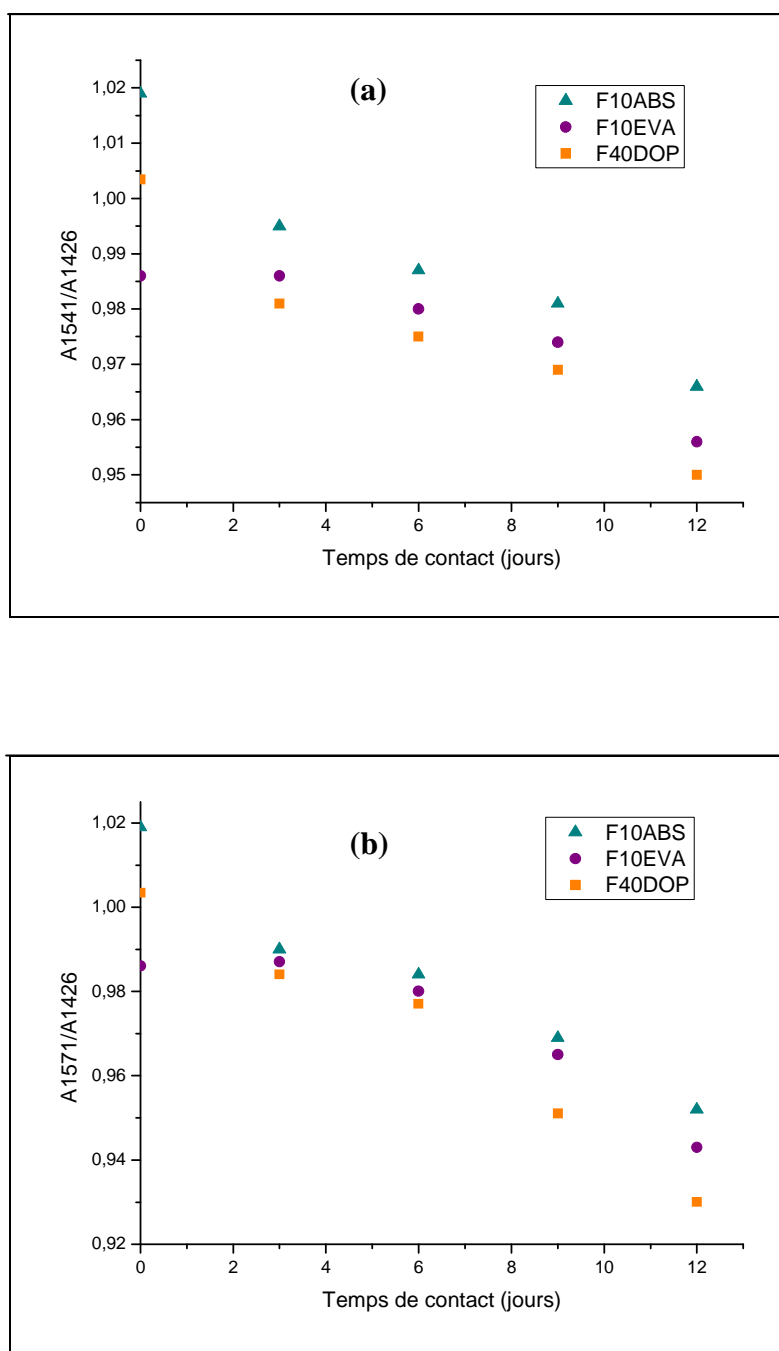 (a)
F10ABS
F10EVA
F40DOP
1,02
1,01
1,00
0,99
0,98
0,97
0,96
0,95
A1541/A1426
0 2 4 6 8 10 12
Temps de contact (jours)
(b)
F10ABS
F10EVA
F40DOP
1,02
1,00
0,98
0,96
0,94
0,92
A1571/A1426
0 2 4 6 8 10 12
Temps de contact (jours)